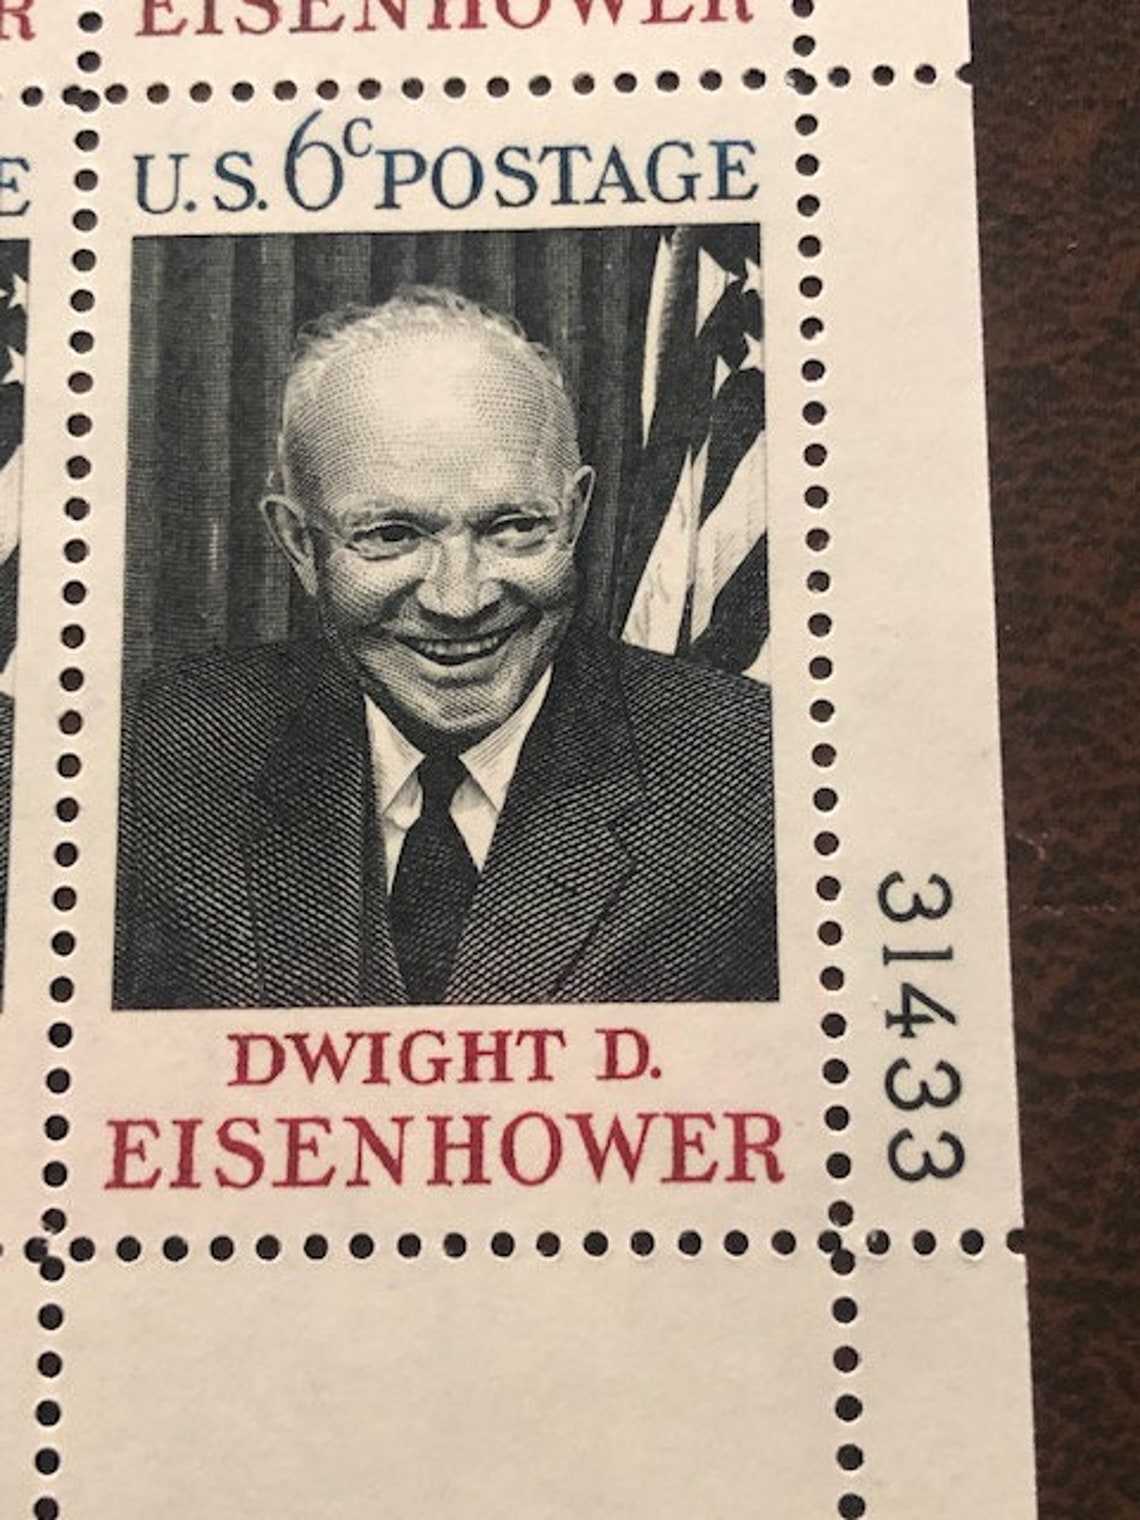 R EISENHOWER
E U.S. 6c POSTAGE
DWIGHT D.
EISENHOWER
31433